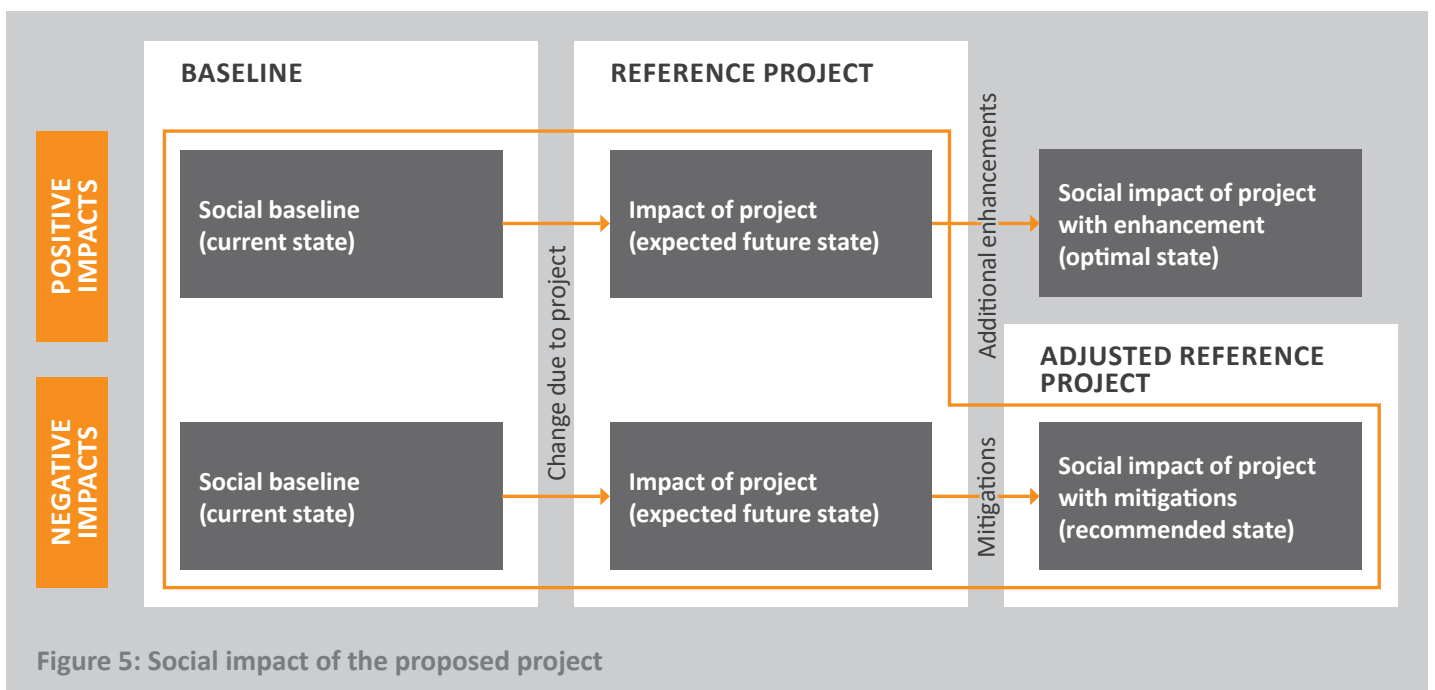 BASELINE
REFERENCE PROJECT
POSITIVE
IMPACTS
Social baseline
(current state)
Change due to project
Impact of project
(expected future state)
Additional enhancements
Social impact of project
with enhancement
(optimal state)
ADJUSTED REFERENCE
PROJECT
NEGATIVE
IMPACTS
Social baseline
(current state)
Impact of project
(expected future state)
Mitigations
Social impact of project
with mitigations
(recommended state)
Figure 5: Social impact of the proposed project